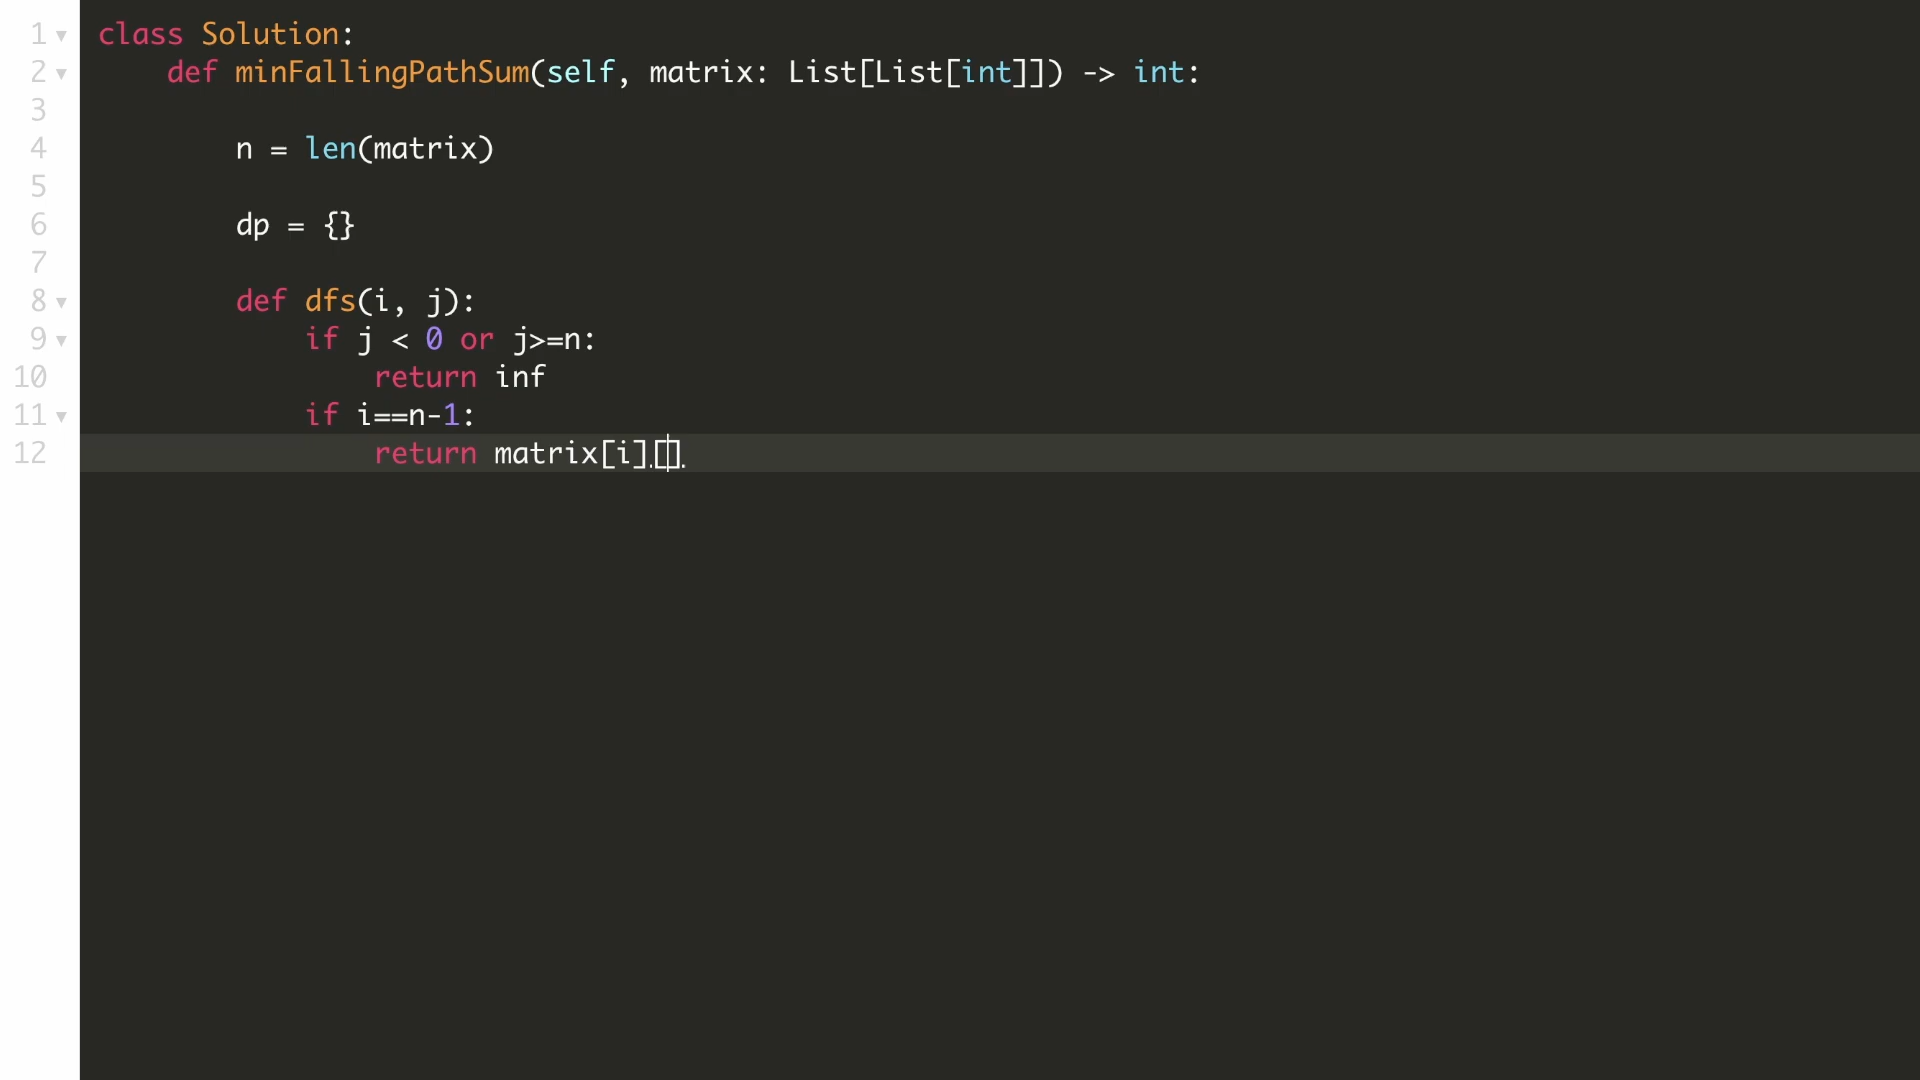 1 class Solution:
2 def minFallingPathSum(self, matrix: List[List[int]]) -> int:
3
4 n = len(matrix)
5
6 dp = {}
7
8 def dfs(i, j):
9 if j < 0 or j>=n:
10 return inf
11 if i==n-1:
12 return matrix[i][]